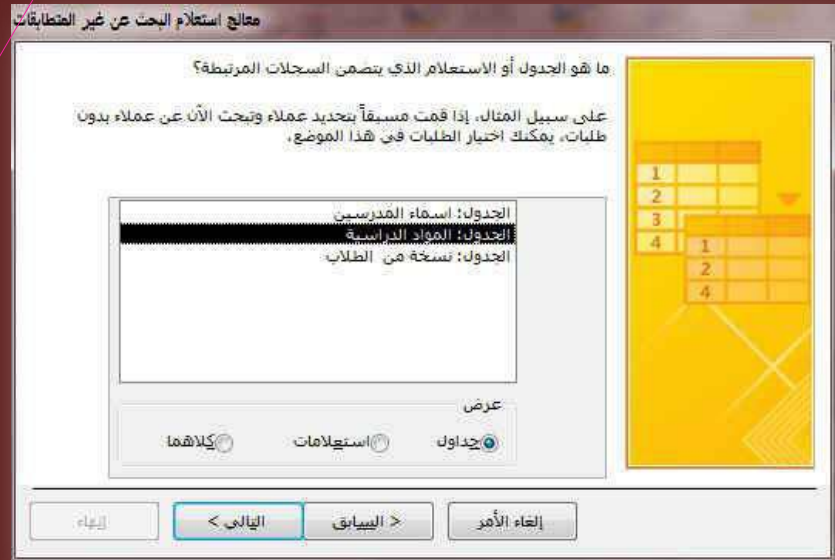 معالج استعلام البحث عن غير المتطابقات
ما هو الجدول أو الاستعلام الذي يتضمن السجلات المرتبطة؟
على سبيل المثال، إذا قمت مسبقاً بتحديد عملاء وتبحث الآن عن عملاء بدون
طلبات، يمكنك اختيار الطلبات في هذا الموضع.
1
2
3
4
1
2
4
الجدول: اسماء المدرسين
الجدول: المواد الدراسية
الجدول: نسخة من الطلاب
عرض
جداول استعلامات كلاهما
إلغاء الأمر < السابق التالي > إنهاء